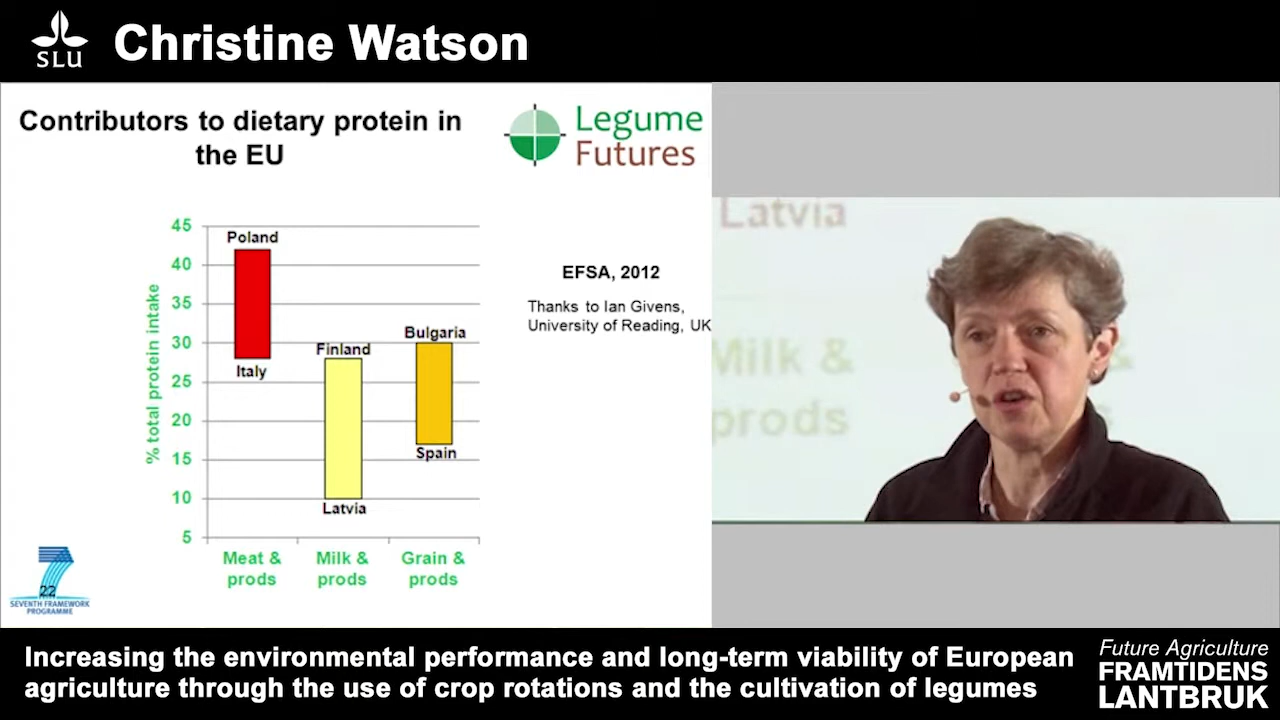 SLU
Christine Watson
Contributors to dietary protein in
the EU
Legume
Futures
EFSA, 2012
Thanks to Ian Givens,
University of Reading, UK
% total protein intake
45
40
35
30
25
20
15
10
5
Poland
Italy
Finland
Latvia
Bulgaria
Spain
Meat &
prods
Milk &
prods
Grain &
prods
22
SEVENTH FRAMEWORK
PROGRAMME
Latvia
Milk &
prods
Increasing the environmental performance and long-term viability of European
agriculture through the use of crop rotations and the cultivation of legumes
Future Agriculture
FRAMTIDENS
LANTBRUK